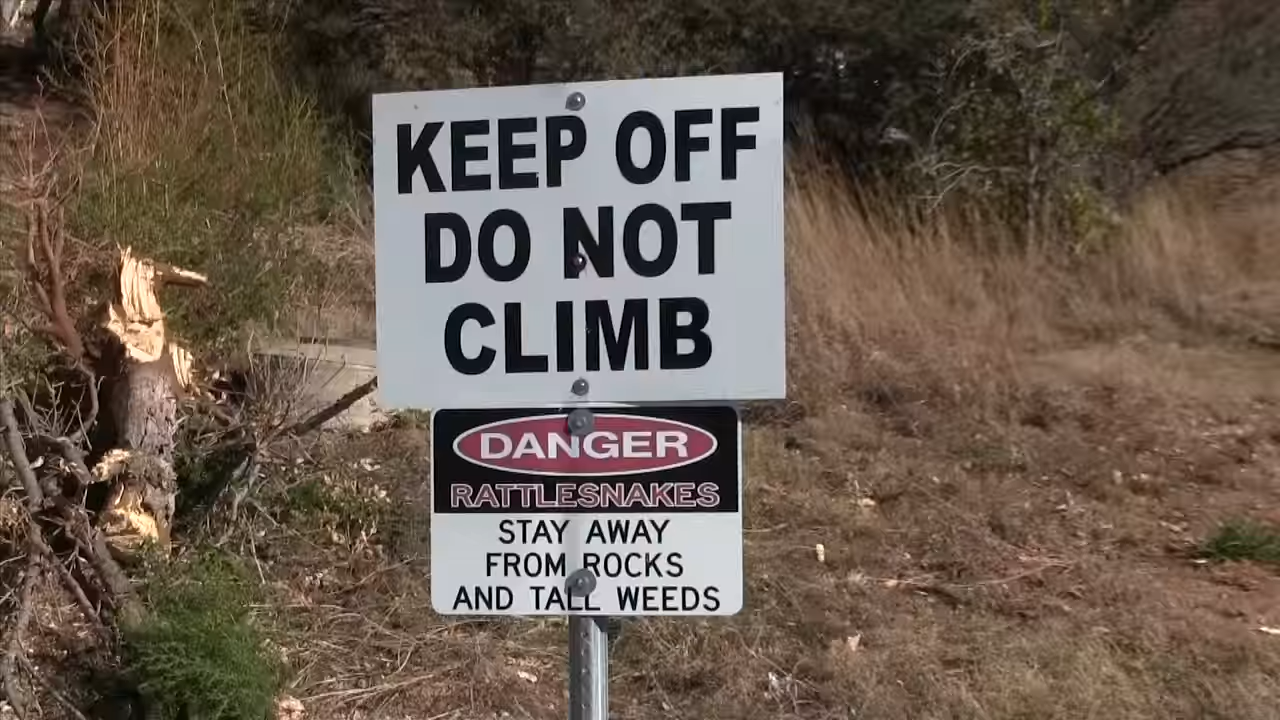 KEEP OFF
DO NOT
CLIMB
DANGER
RATTLESNAKES
STAY AWAY
FROM ROCKS
AND TALL WEEDS